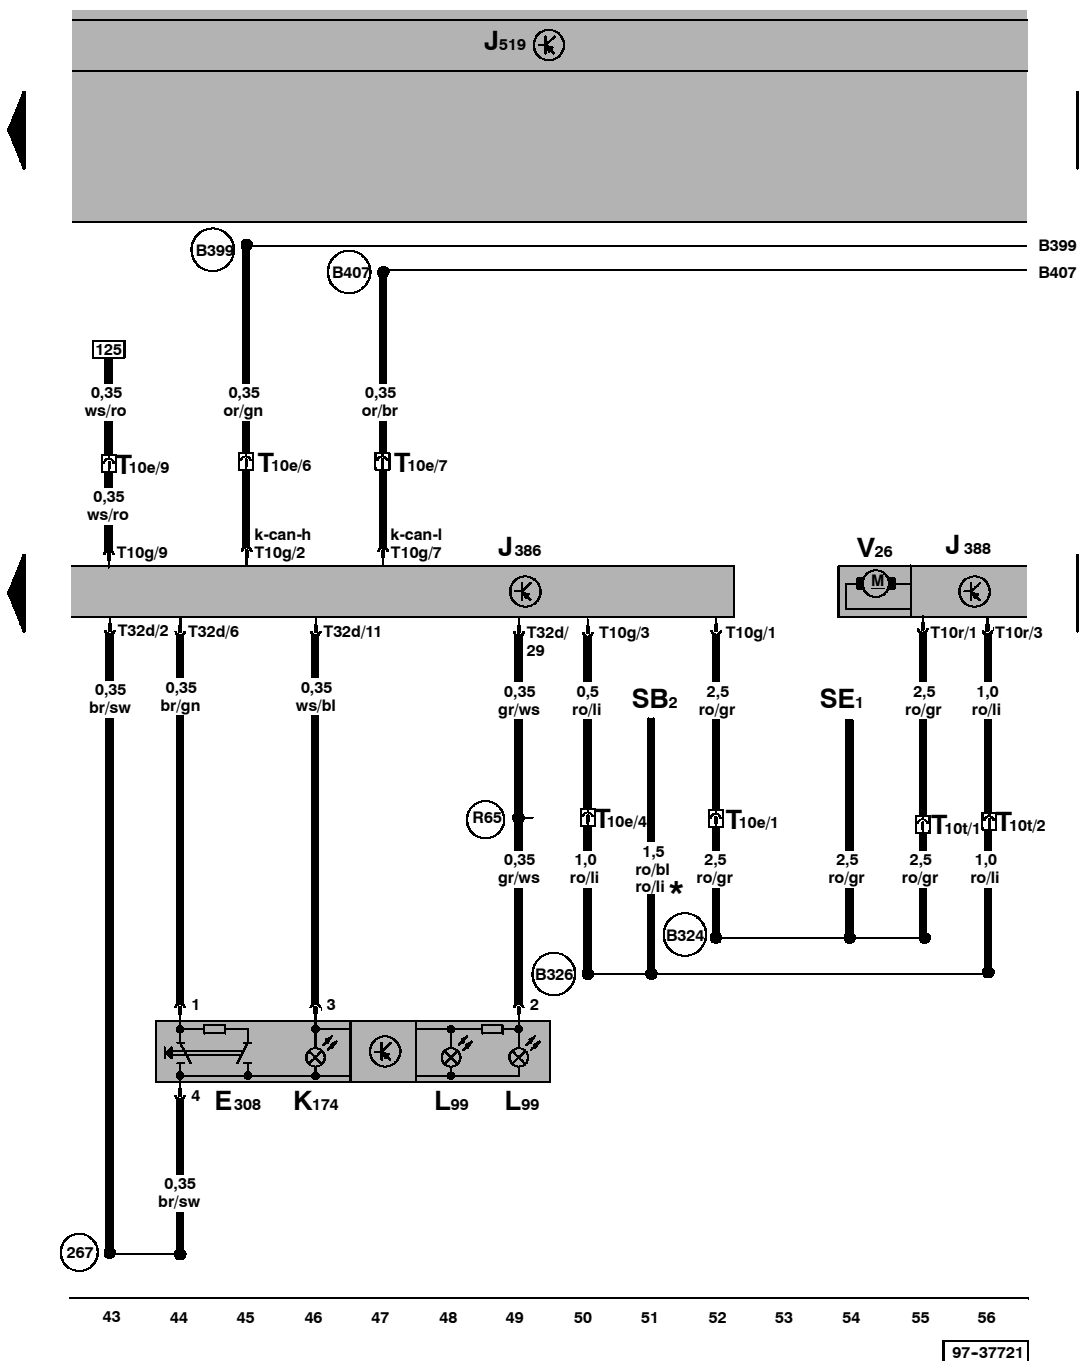 J519
B399
B399
B407
B407
125
0,35
ws/ro
0,35
or/gn
0,35
or/br
T10e/9
T10e/6
T10e/7
0,35
ws/ro
k-can-h
k-can-l
T10g/9
T10g/2
T10g/7
J386
V26
J388
M
T32d/2
T32d/6
T32d/11
T32d/
29
T10g/3
T10g/1
T10r/1
T10r/3
0,35
br/sw
0,35
br/gn
0,35
ws/bl
0,35
gr/ws
0,5
ro/li
SB2
2,5
ro/gr
SE1
2,5
ro/gr
1,0
ro/li
R65
T10e/4
T10e/1
T10t/1
T10t/2
0,35
gr/ws
1,0
ro/li
1,5
ro/bl
ro/li *
2,5
ro/gr
2,5
ro/gr
2,5
ro/gr
1,0
ro/li
B324
B326
1
3
2
4
E308
K174
L99
L99
0,35
br/sw
267
43 44 45 46 47 48 49 50 51 52 53 54 55 56
97-37721